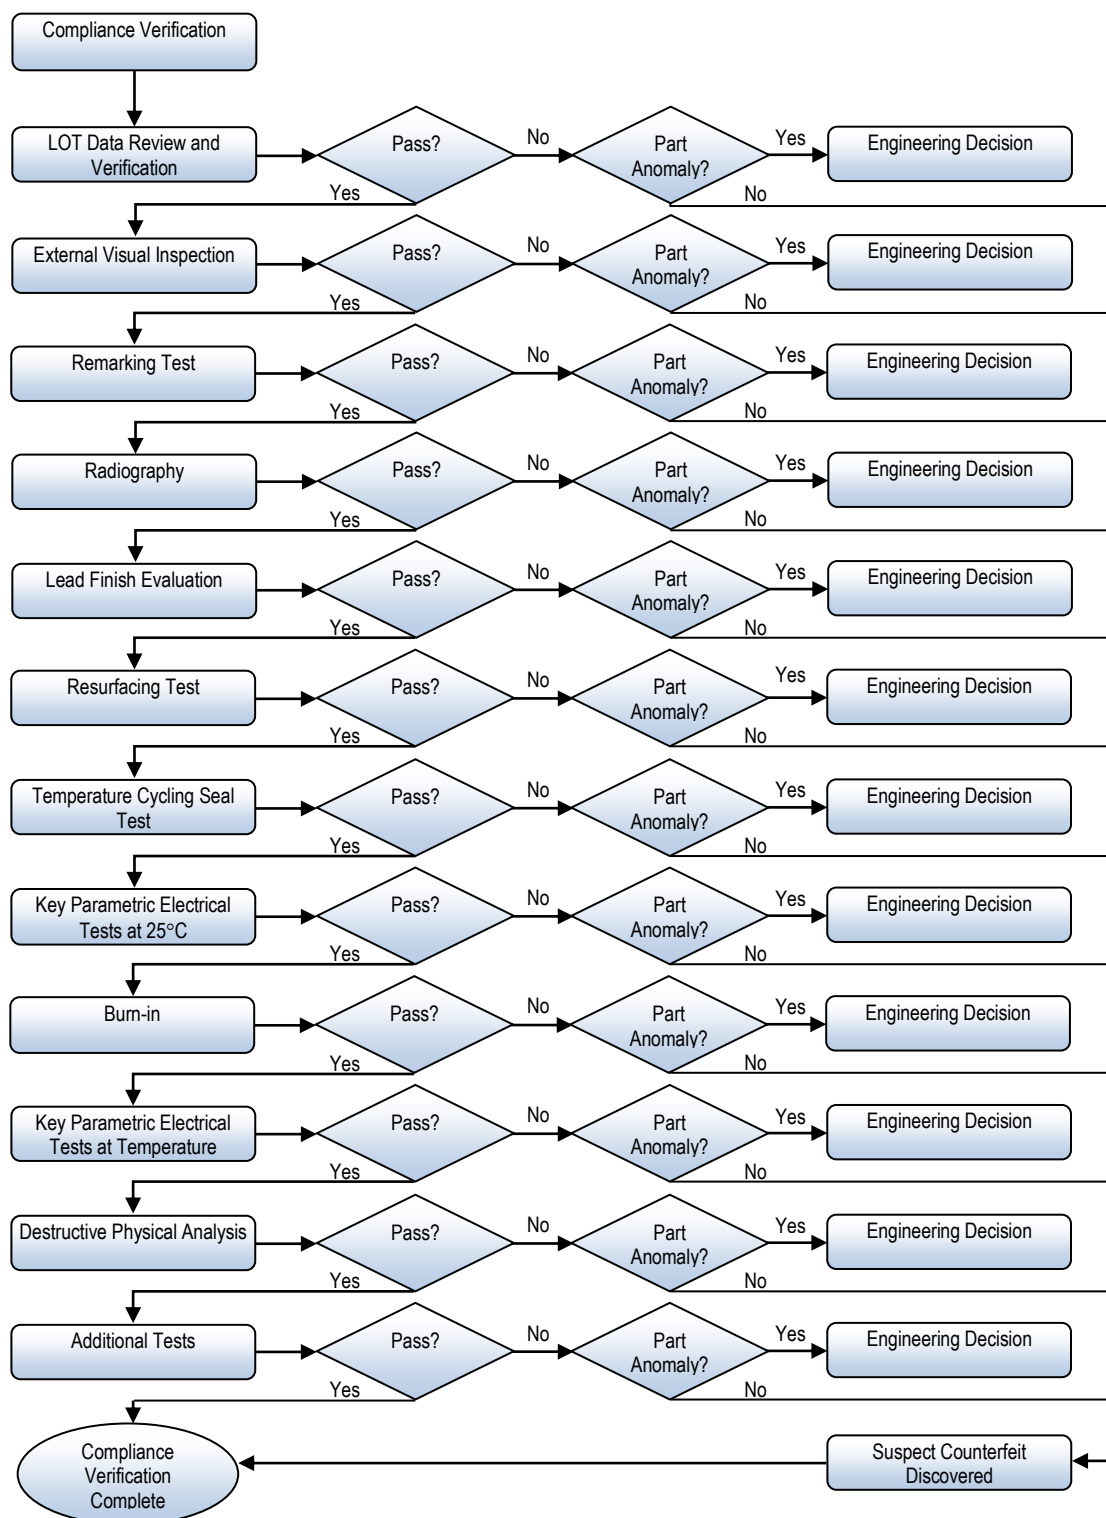 Compliance Verification
LOT Data Review and
Verification
Pass?
No
Part
Anomaly?
Yes
Engineering Decision
Yes
No
External Visual Inspection
Pass?
No
Part
Anomaly?
Yes
Engineering Decision
Yes
No
Remarking Test
Pass?
No
Part
Anomaly?
Yes
Engineering Decision
Yes
No
Radiography
Pass?
No
Part
Anomaly?
Yes
Engineering Decision
Yes
No
Lead Finish Evaluation
Pass?
No
Part
Anomaly?
Yes
Engineering Decision
Yes
No
Resurfacing Test
Pass?
No
Part
Anomaly?
Yes
Engineering Decision
Yes
No
Temperature Cycling Seal
Test
Pass?
No
Part
Anomaly?
Yes
Engineering Decision
Yes
No
Key Parametric Electrical
Tests at 25°C
Pass?
No
Part
Anomaly?
Yes
Engineering Decision
Yes
No
Burn-in
Pass?
No
Part
Anomaly?
Yes
Engineering Decision
Yes
No
Key Parametric Electrical
Tests at Temperature
Pass?
No
Part
Anomaly?
Yes
Engineering Decision
Yes
No
Destructive Physical Analysis
Pass?
No
Part
Anomaly?
Yes
Engineering Decision
Yes
No
Additional Tests
Pass?
No
Part
Anomaly?
Yes
Engineering Decision
Yes
No
Compliance
Verification
Complete
Suspect Counterfeit
Discovered